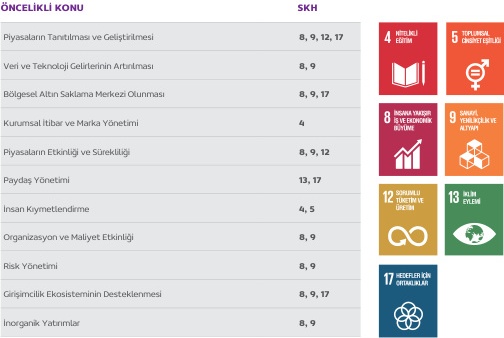 ÖNCELİKLİ KONU SKH
Piyasaların Tanıtılması ve Geliştirilmesi 8, 9, 12, 17
Veri ve Teknoloji Gelirlerinin Artırılması 8, 9
Bölgesel Altın Saklama Merkezi Olunması 8, 9, 17
Kurumsal İtibar ve Marka Yönetimi 4
Piyasaların Etkinliği ve Sürekliliği 8, 9, 12
Paydaş Yönetimi 13, 17
İnsan Kıymetlendirme 4, 5
Organizasyon ve Maliyet Etkinliği 8, 9
Risk Yönetimi 8, 9
Girişimcilik Ekosisteminin Desteklenmesi 8, 9, 17
İnorganik Yatırımlar 8, 9
4 NİTELİKLİ
EĞİTİM
5 TOPLUMSAL
CİNSİYET EŞİTLİĞİ
8 İNSANA YAKIŞIR
İŞ VE EKONOMİK
BÜYÜME
9 SANAYİ,
YENİLİKÇİLİK VE
ALTYAPI
12 SORUMLU
TÜKETİM VE
ÜRETİM
13 İKLİM
EYLEMİ
17 HEDEFLER İÇİN
ORTAKLIKLAR